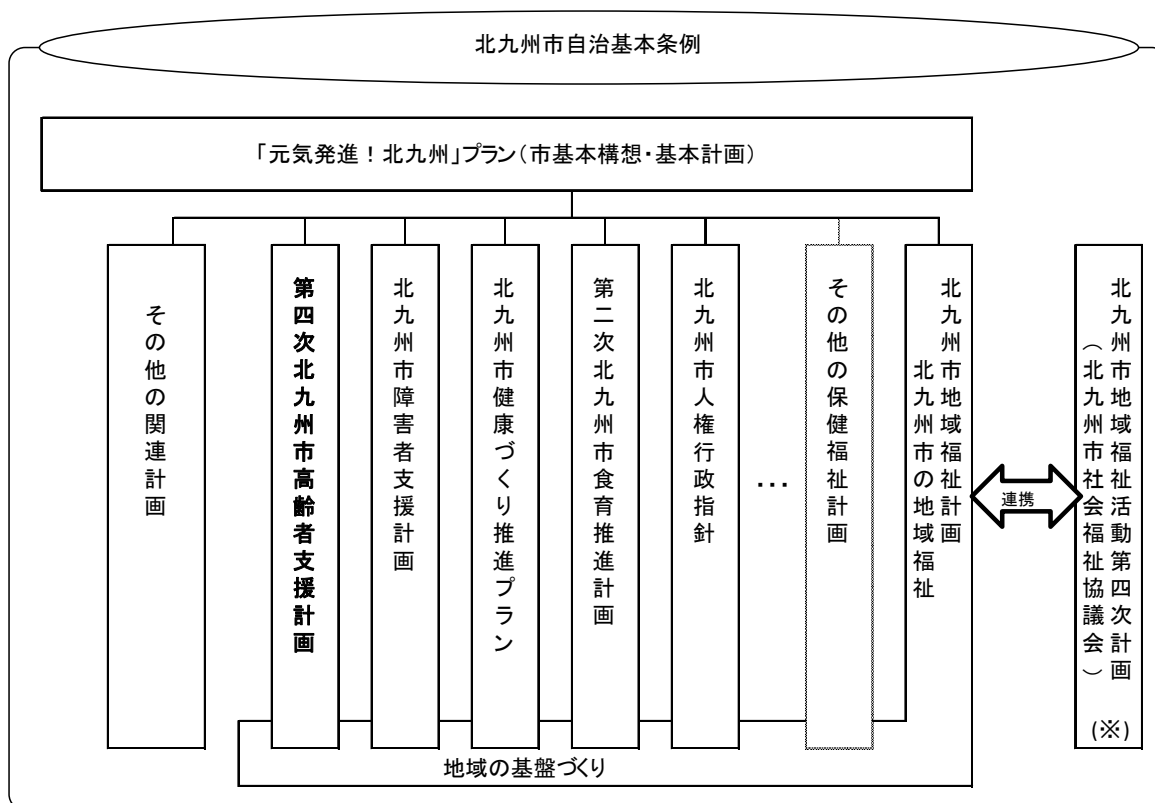 北九州市自治基本条例
「元気発進！北九州」プラン（市基本構想・基本計画）
その他の関連計画
第四次北九州市高齢者支援計画
北九州市障害者支援計画
北九州市健康づくり推進プラン
第二次北九州市食育推進計画
北九州市人権行政指針
…
その他の保健福祉計画
北九州市地域福祉計画
北九州市の地域福祉
連携
北九州市地域福祉活動第四次計画
（北九州市社会福祉協議会）
(※)
地域の基盤づくり